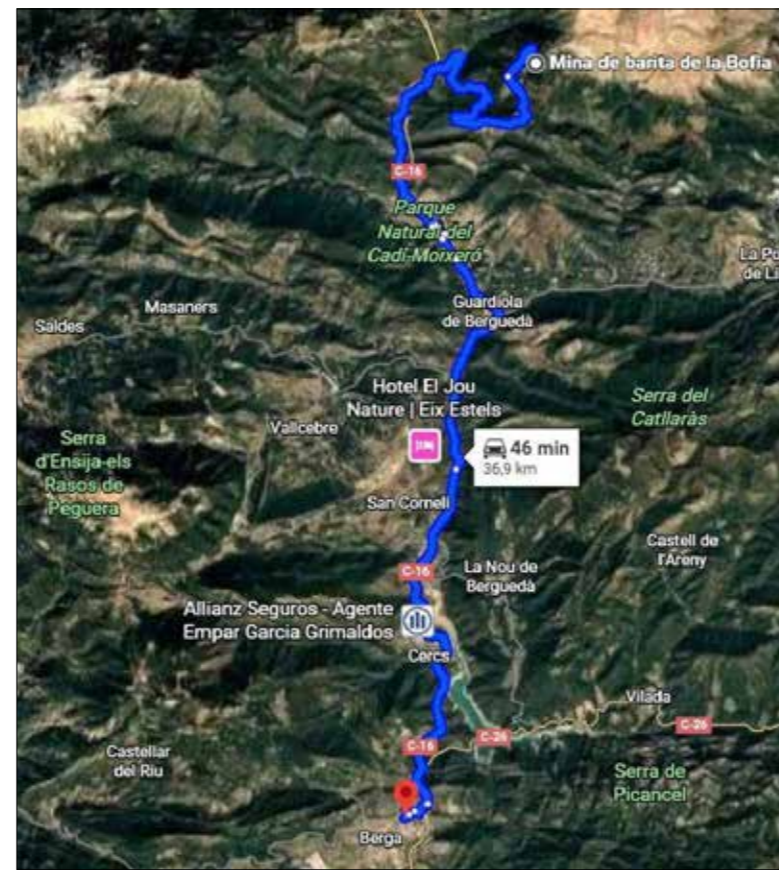 Mina de barita de la Bofia
C-16
Parque
Natural del
Cadí-Moixeró
La Po
de Li
Guardiola
de Berguedà
Masaners
Saldes
Hotel El Jou
Nature | Eix Estels
Serra del
Catllaràs
Vallcebre
Serra
d'Ensija-els
Rasos de
Peguera
46 min
36,9 km
San Corneli
Castell de
l'Areny
C-16
La Nou de
Berguedà
Allianz Seguros - Agente
Empar Garcia Grimaldos
Cercs
Vilada
C-26
C-26
C-16
Castellar
del Riu
Serra de
Picancel
Berga